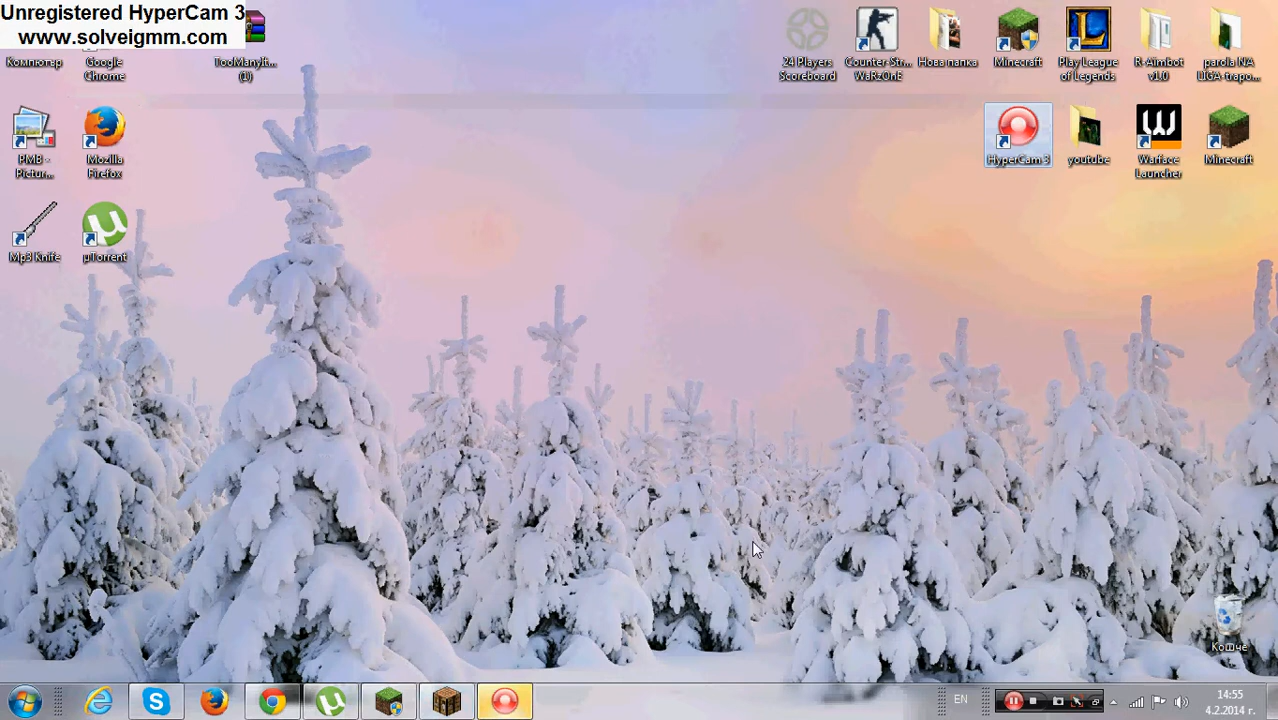 Unregistered HyperCam 3
www.solveigmm.com
Компютър
Google
Chrome
TooManyIt...
(1)
24 Players
Scoreboard
Counter-Stri...
WaRzOnE
Нова папка
Minecraft
Play League
of Legends
R-Aimbot
v1.0
parola NA
LIGA-trapo...
PMB -
Pictur...
Mozilla
Firefox
HyperCam 3
youtube
Warface
Launcher
Minecraft
Mp3 Knife
µTorrent
Кошче
EN
14:55
4.2.2014 г.